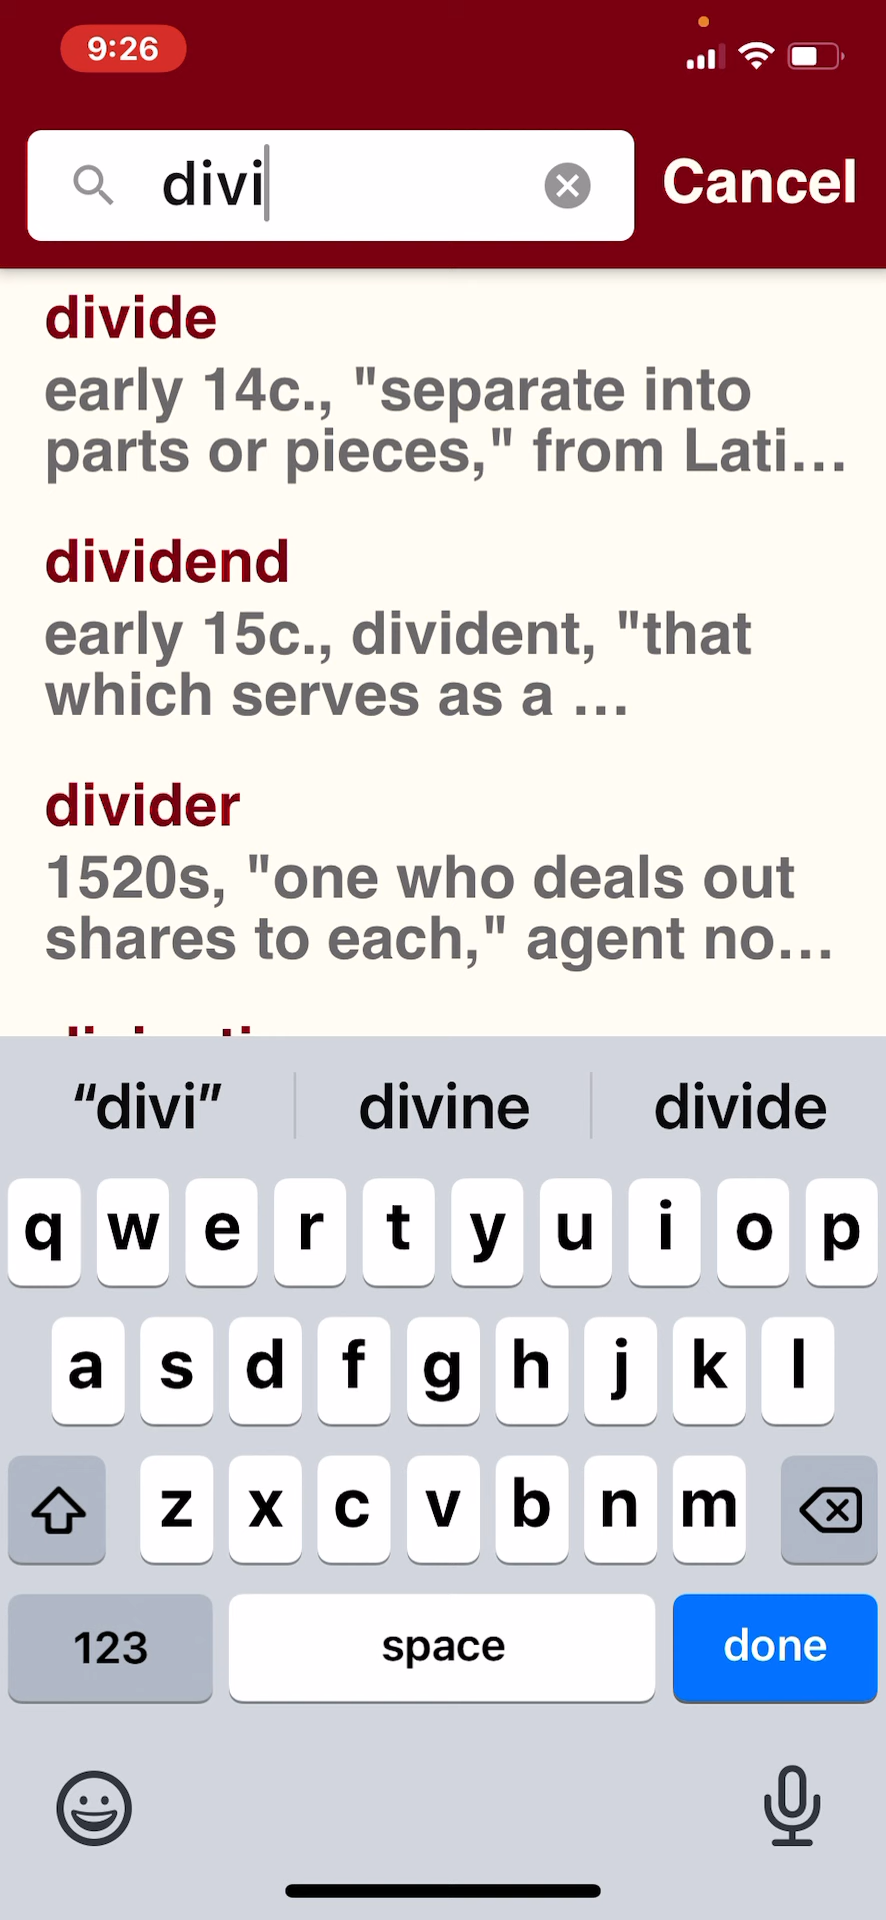 9:26
divi
Cancel
divide
early 14c., "separate into
parts or pieces," from Lati...
dividend
early 15c., divident, "that
which serves as a ...
divider
1520s, "one who deals out
shares to each," agent no...
“divi” divine divide
q w e r t y u i o p
a s d f g h j k l
z x c v b n m
123 space done